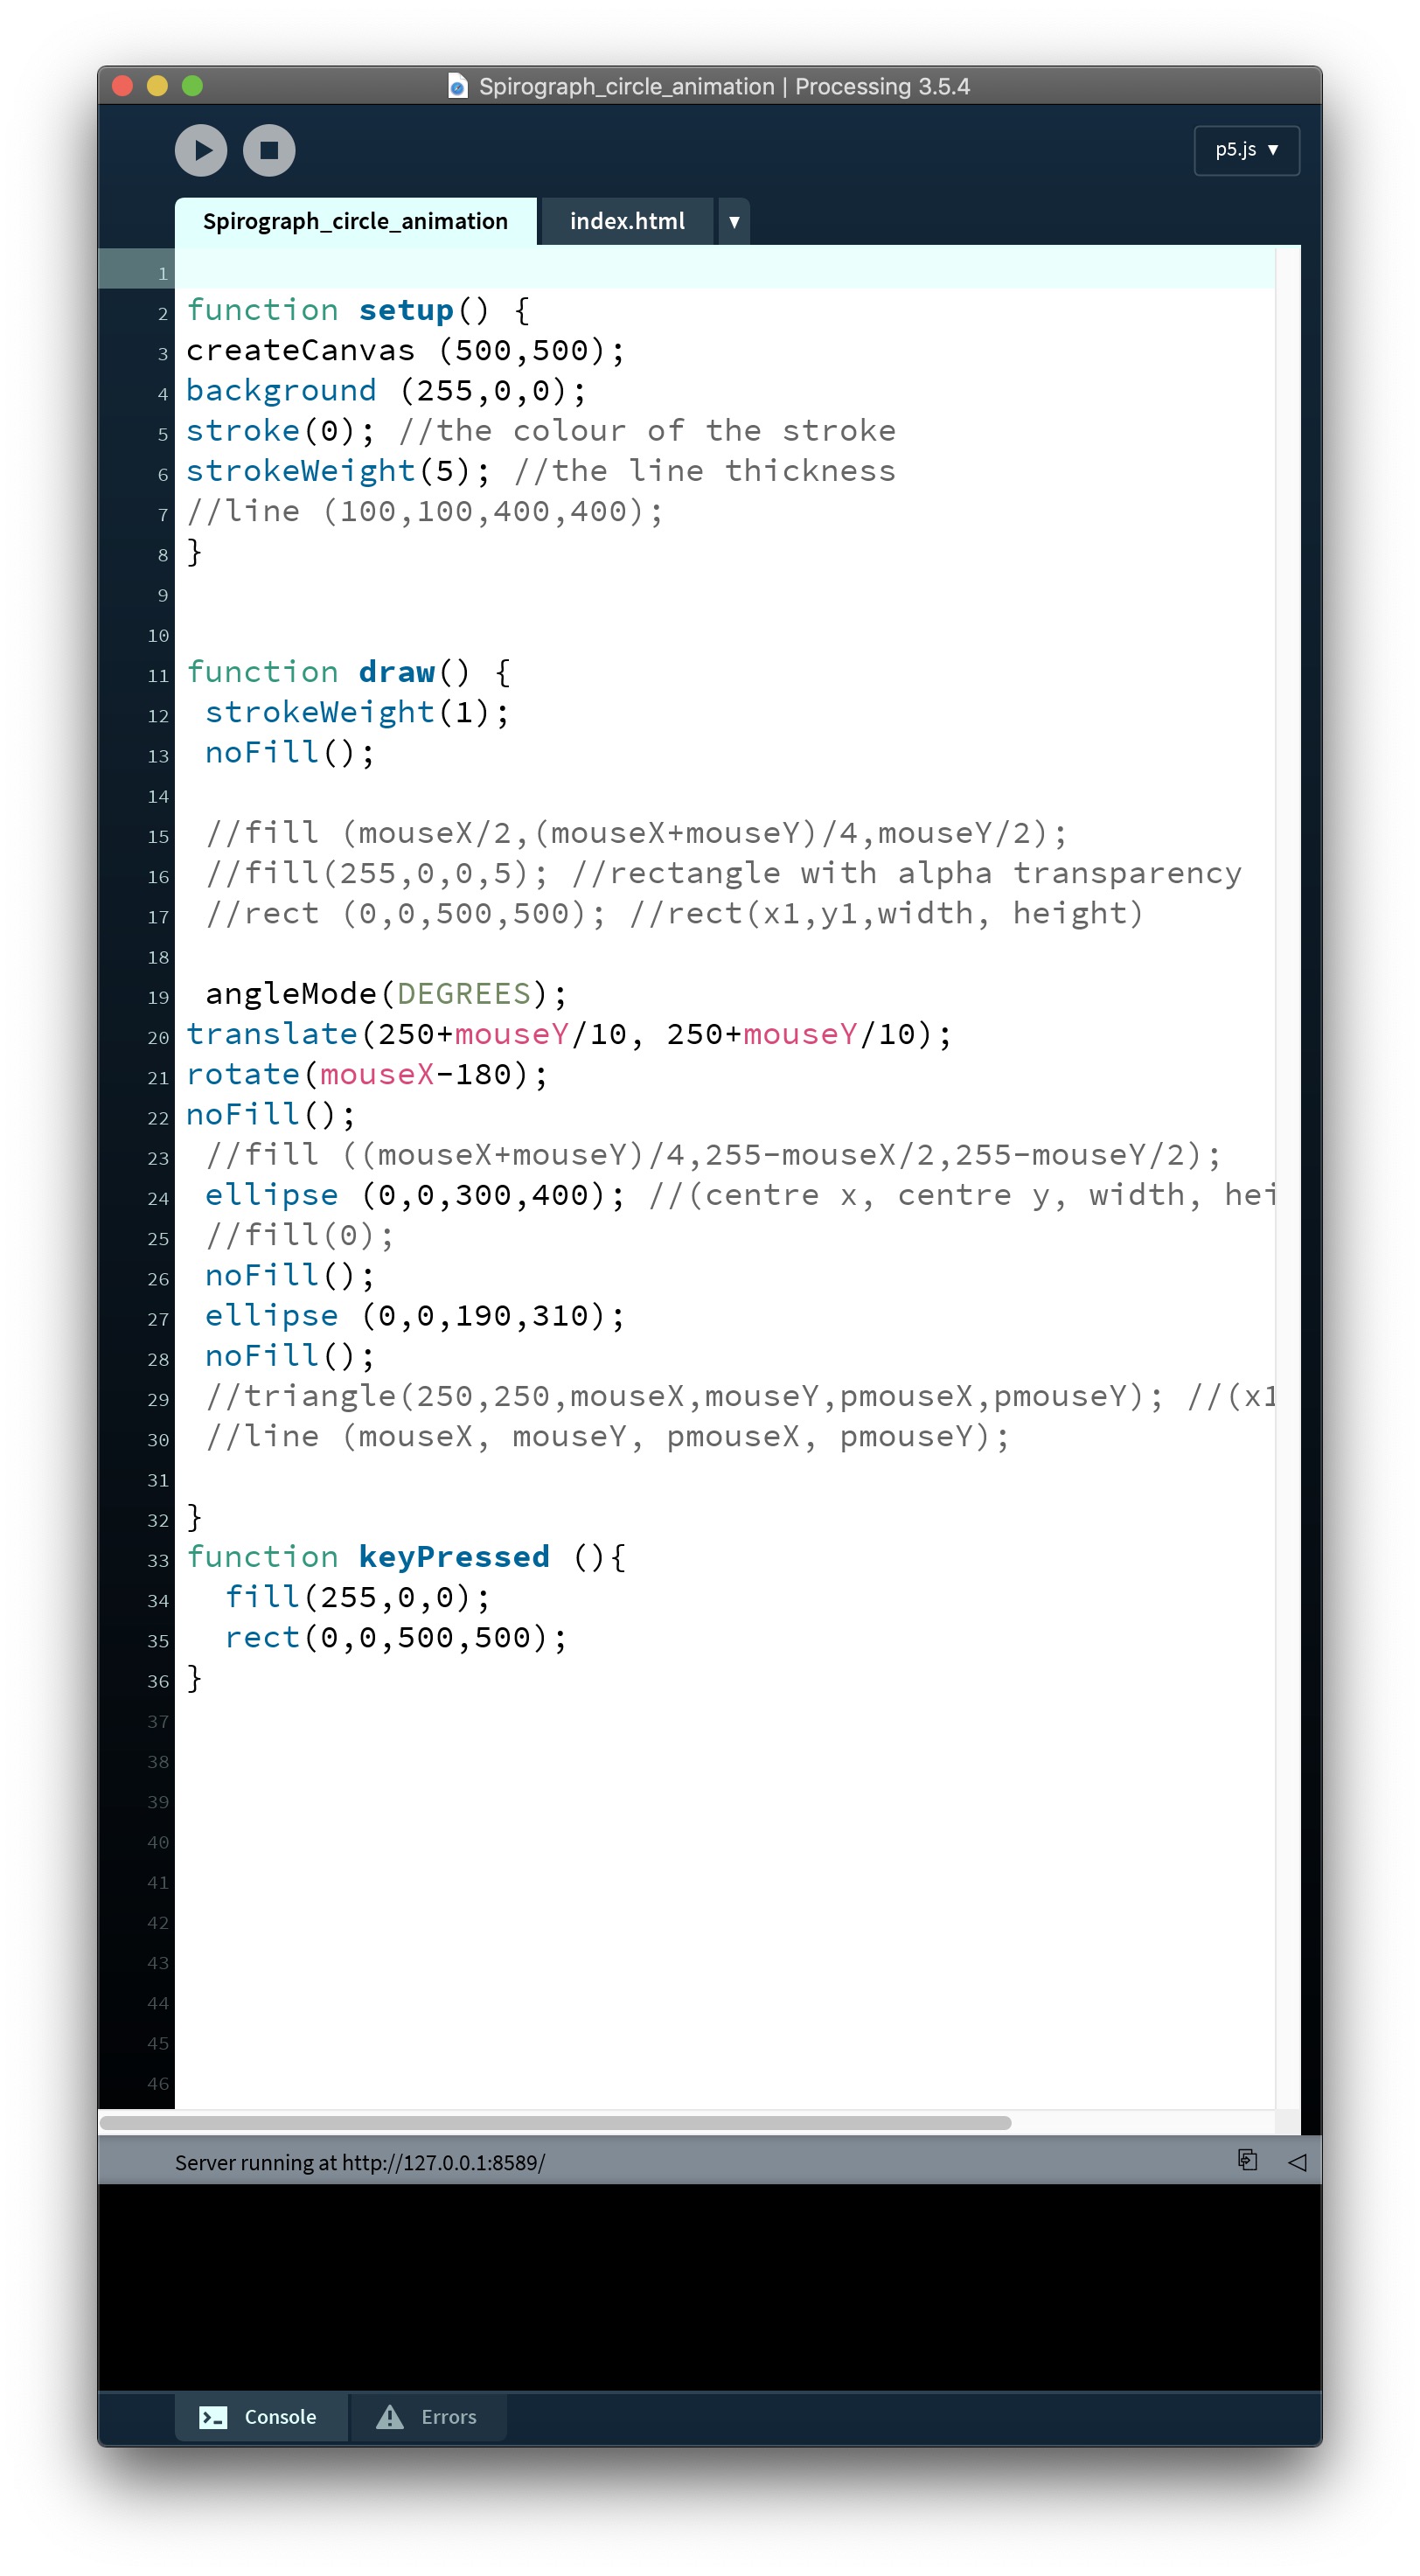 Spirograph_circle_animation | Processing 3.5.4
p5.js ▼
Spirograph_circle_animation index.html ▼
1
2 function setup() {
3 createCanvas (500,500);
4 background (255,0,0);
5 stroke(0); //the colour of the stroke
6 strokeWeight(5); //the line thickness
7 //line (100,100,400,400);
8 }
9
10
11 function draw() {
12 strokeWeight(1);
13 noFill();
14
15 //fill (mouseX/2,(mouseX+mouseY)/4,mouseY/2);
16 //fill(255,0,0,5); //rectangle with alpha transparency
17 //rect (0,0,500,500); //rect(x1,y1,width, height)
18
19 angleMode(DEGREES);
20 translate(250+mouseY/10, 250+mouseY/10);
21 rotate(mouseX-180);
22 noFill();
23 //fill ((mouseX+mouseY)/4,255-mouseX/2,255-mouseY/2);
24 ellipse (0,0,300,400); //(centre x, centre y, width, hei
25 //fill(0);
26 noFill();
27 ellipse (0,0,190,310);
28 noFill();
29 //triangle(250,250,mouseX,mouseY,pmouseX,pmouseY); //(x1
30 //line (mouseX, mouseY, pmouseX, pmouseY);
31
32 }
33 function keyPressed (){
34 fill(255,0,0);
35 rect(0,0,500,500);
36 }
37
38
39
40
41
42
43
44
45
46
Server running at http://127.0.0.1:8589/
Console Errors